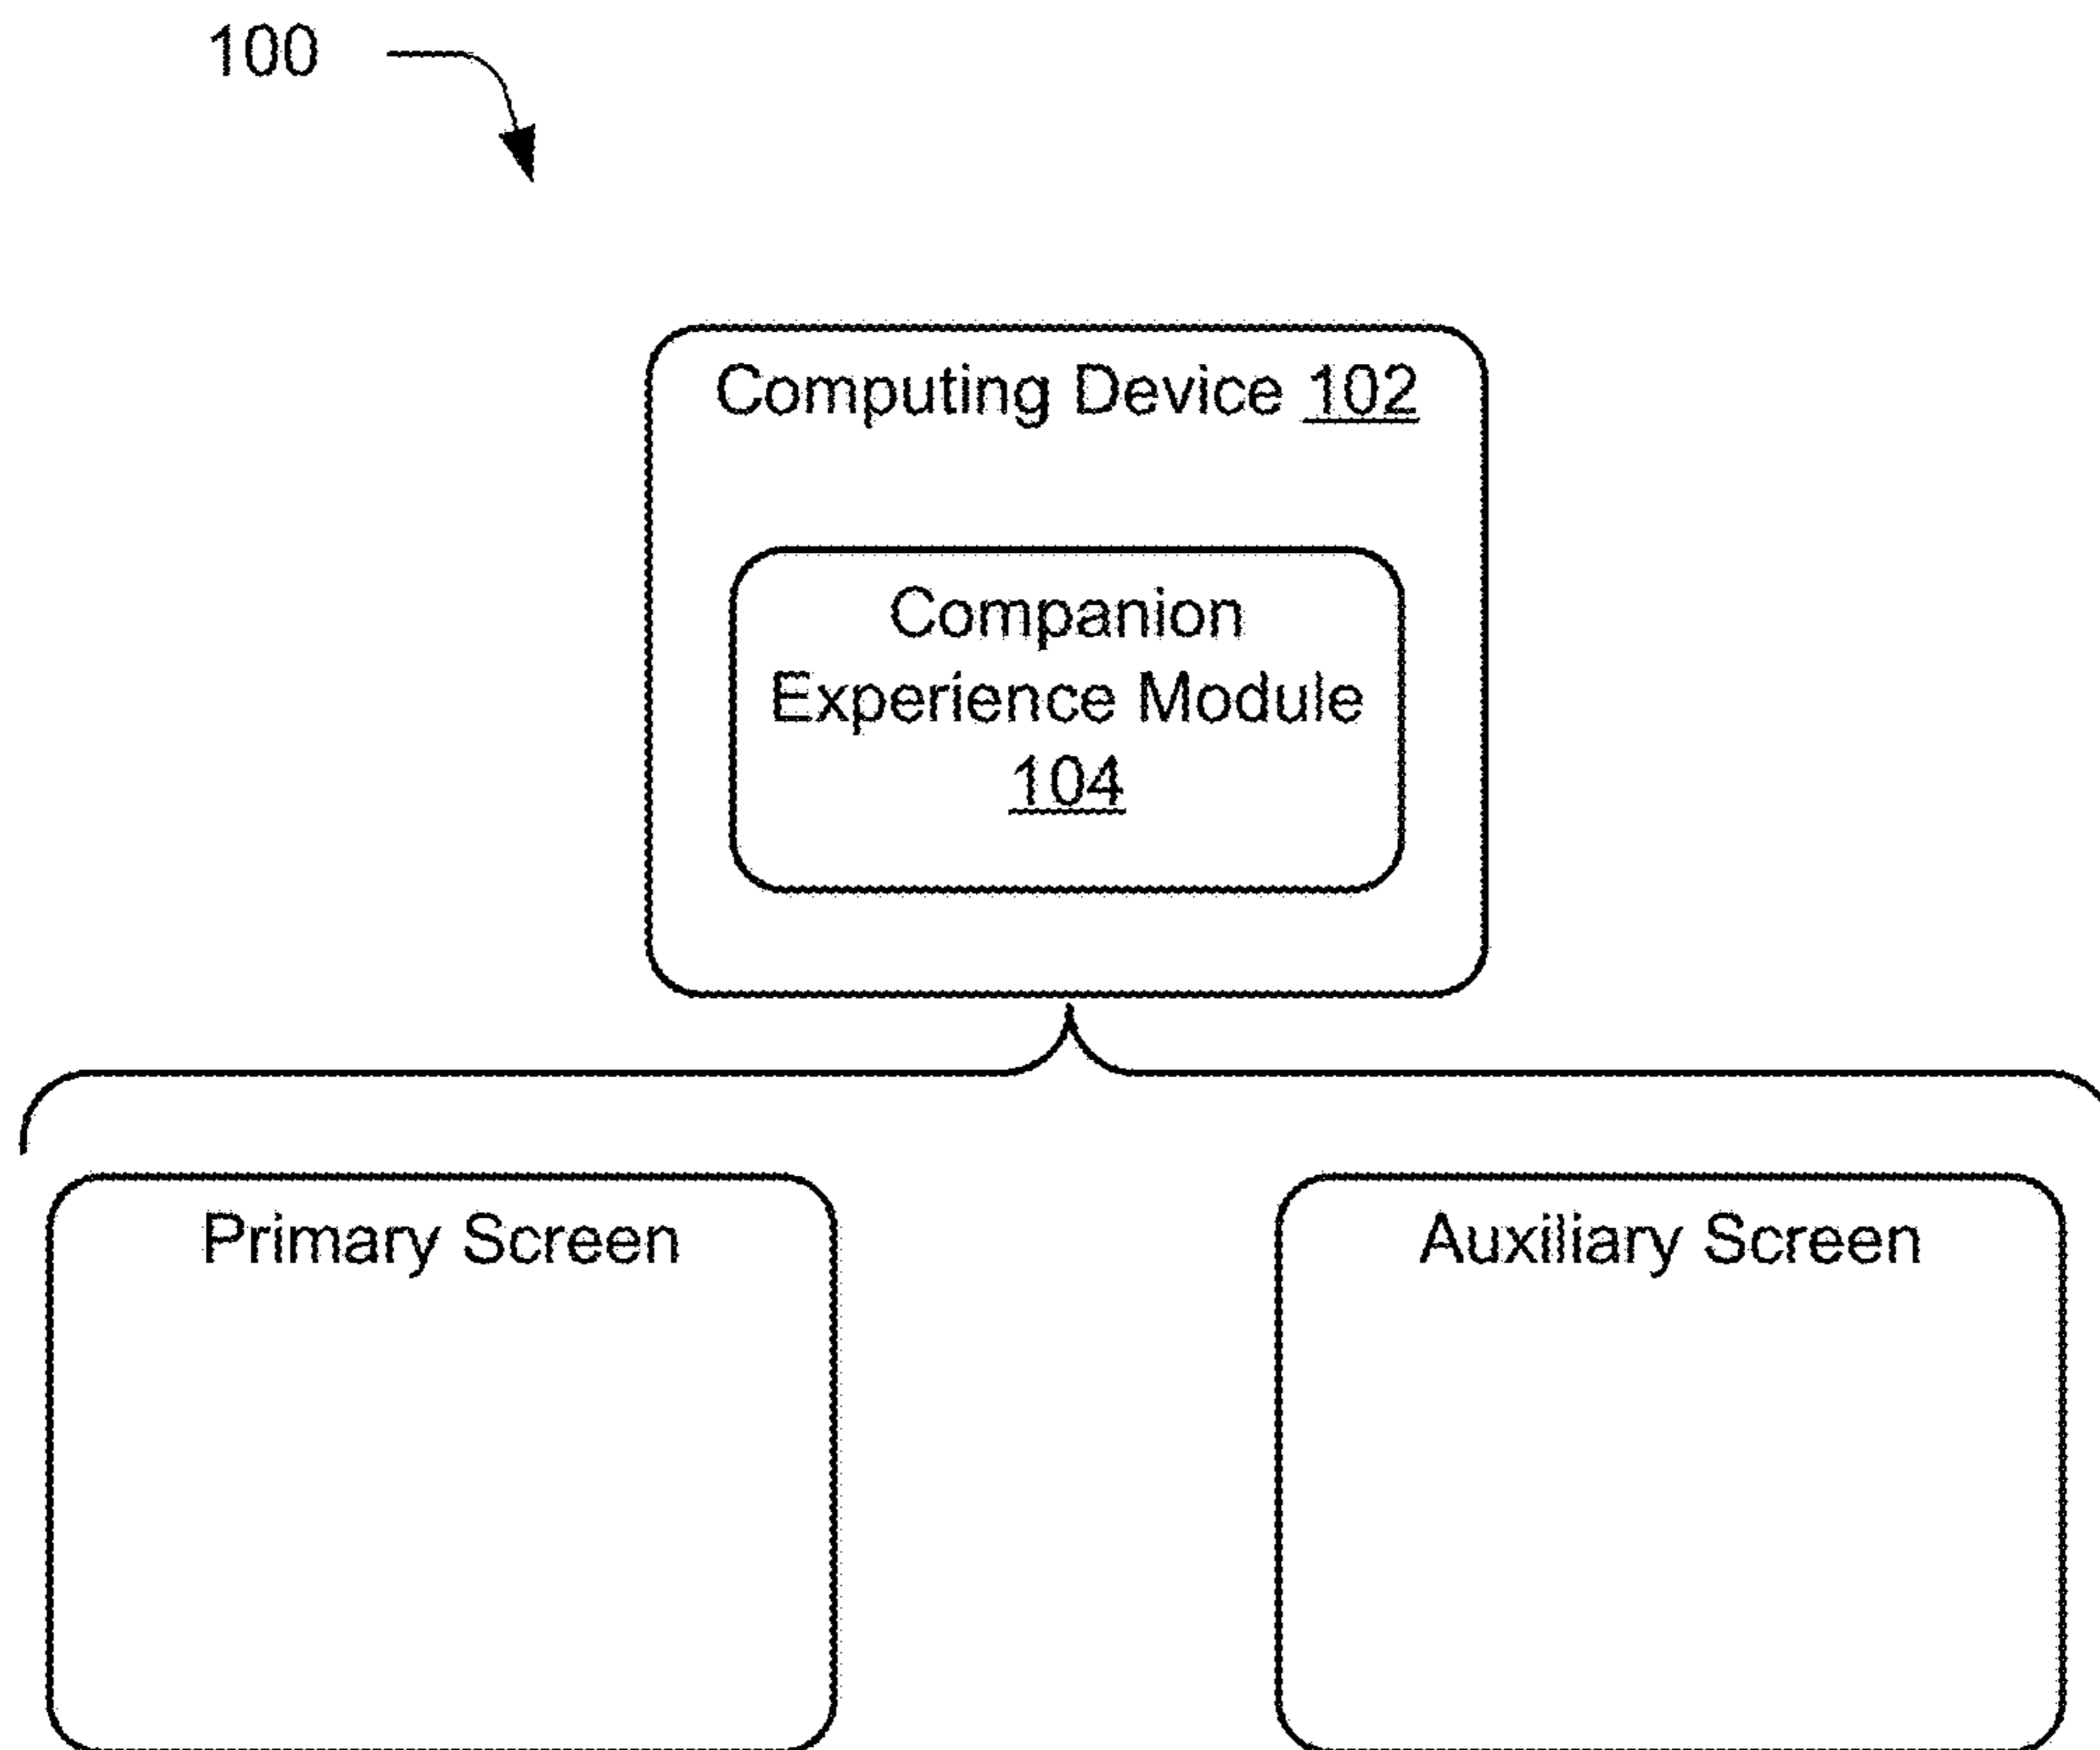 100
Computing Device 102
Companion
Experience Module
104
Primary Screen
Auxiliary Screen